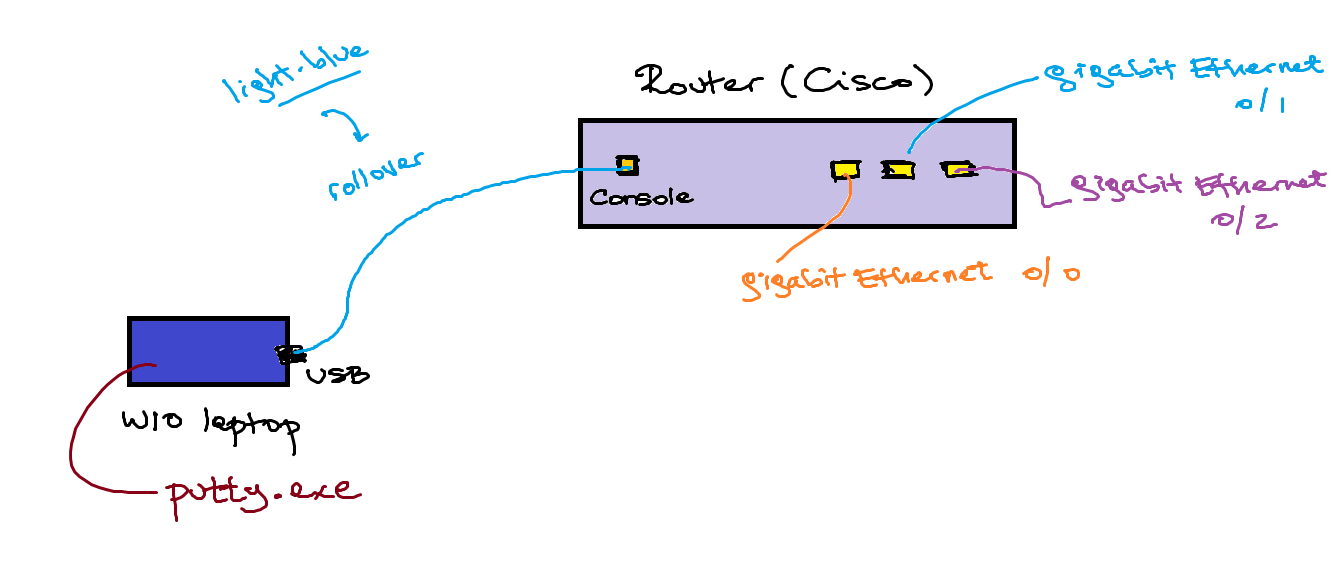 light-blue
rollover
Router (Cisco)
gigabit Ethernet
0/1
Console
gigabit Ethernet
0/2
gigabit Ethernet 0/0
USB
W10 laptop
putty.exe